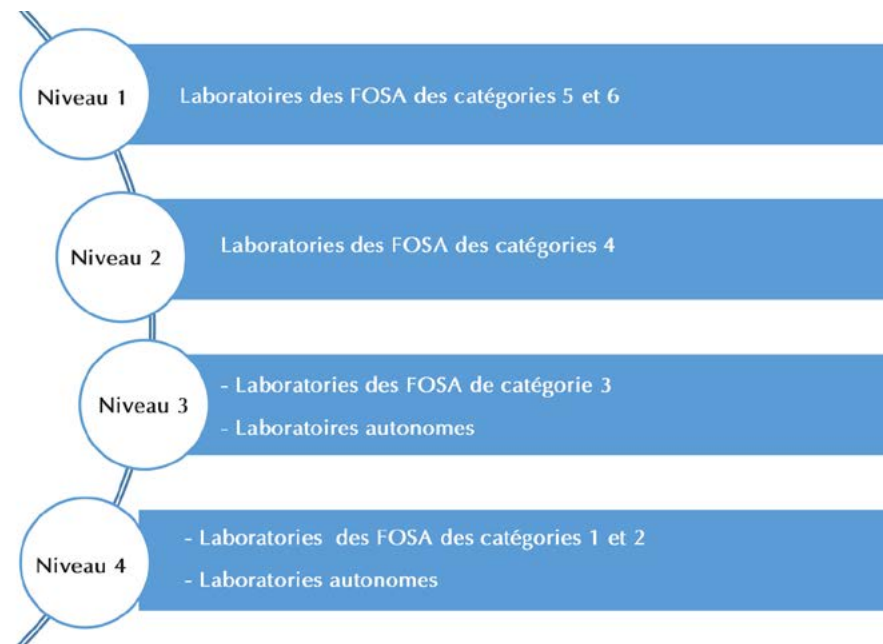 Niveau 1
Laboratoires des FOSA des catégories 5 et 6
Niveau 2
Laboratories des FOSA des catégories 4
Niveau 3
- Laboratories des FOSA de catégorie 3
- Laboratoires autonomes
Niveau 4
- Laboratories des FOSA des catégories 1 et 2
- Laboratories autonomes